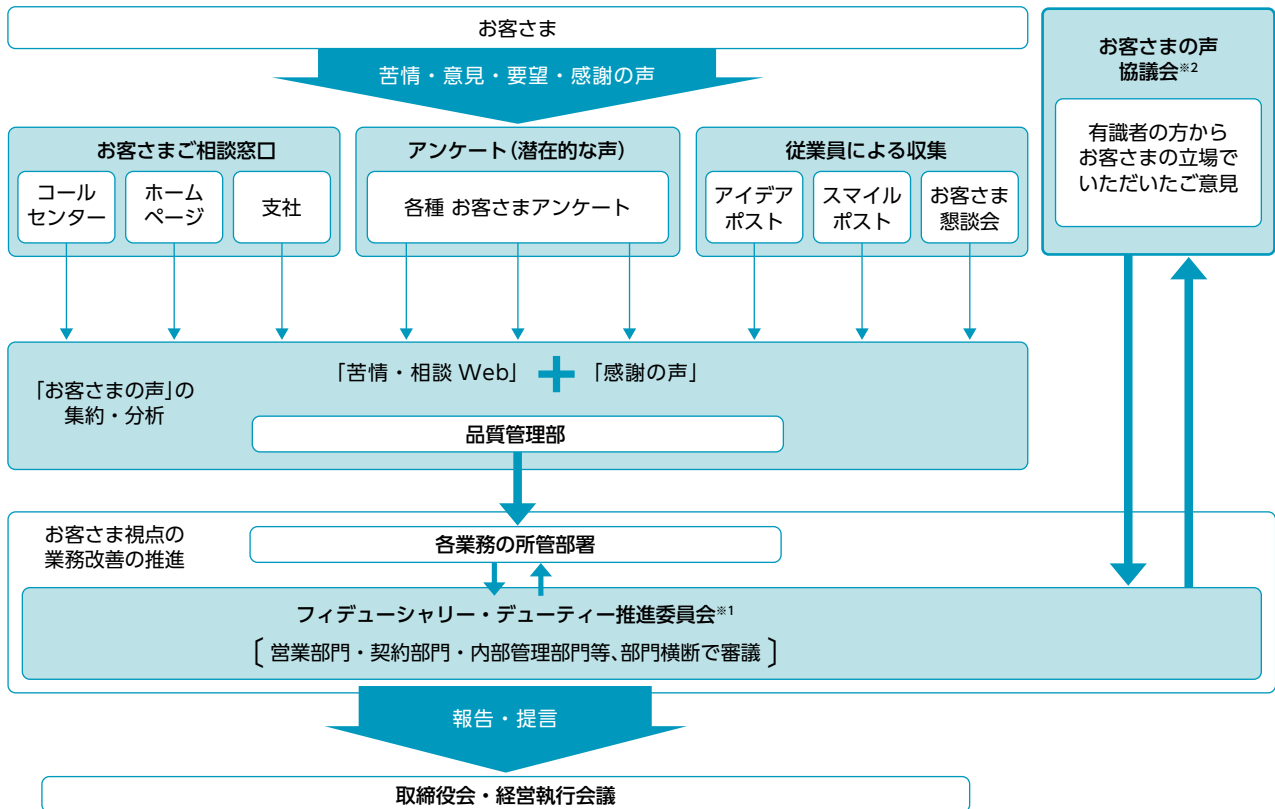 お客さま
苦情・意見・要望・感謝の声
お客さまの声
協議会※2
有識者の方から
お客さまの立場で
いただいたご意見
お客さまご相談窓口
コール
センター
ホーム
ページ
支社
アンケート(潜在的な声)
各種 お客さまアンケート
従業員による収集
アイデア
ポスト
スマイル
ポスト
お客さま
懇談会
「お客さまの声」の
集約・分析
「苦情・相談 Web」 + 「感謝の声」
品質管理部
お客さま視点の
業務改善の推進
各業務の所管部署
フィデューシャリー・デューティー推進委員会※1
〔営業部門・契約部門・内部管理部門等、部門横断で審議〕
報告・提言
取締役会・経営執行会議